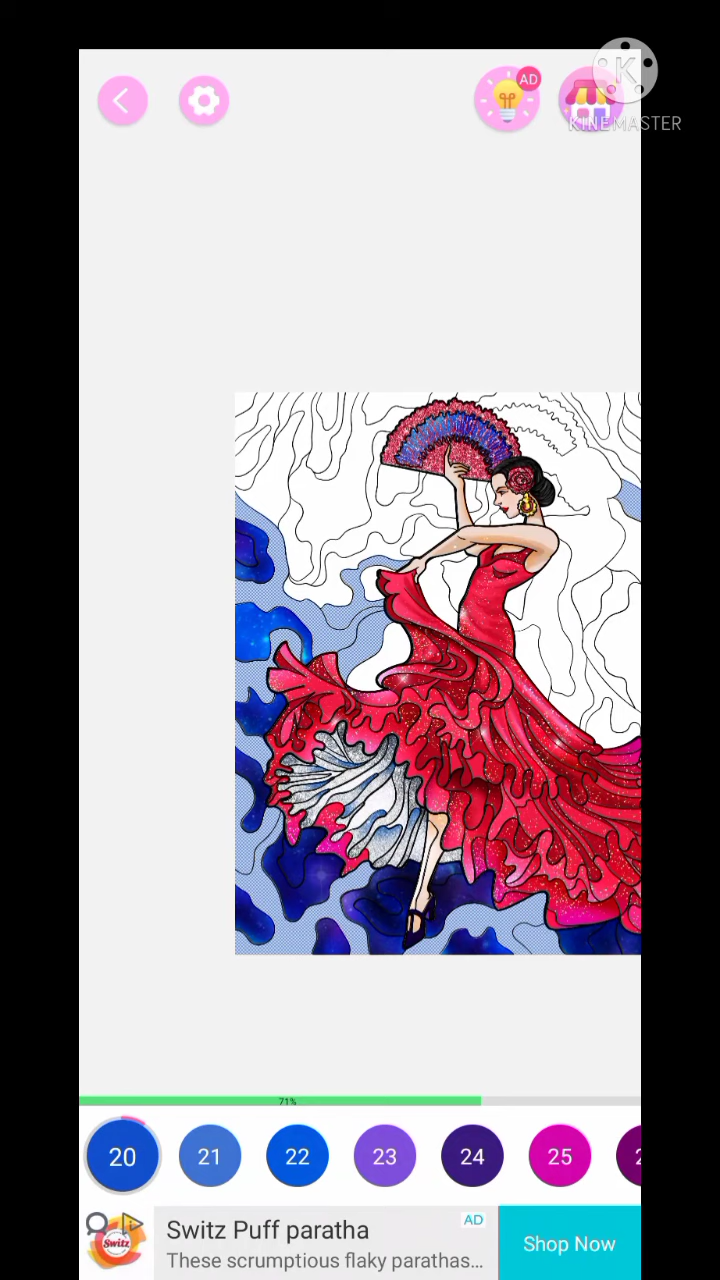 AD
KINEMASTER
71%
20
21
22
23
24
25
Switz Puff paratha
AD
These scrumptious flaky parathas...
Shop Now
Switz